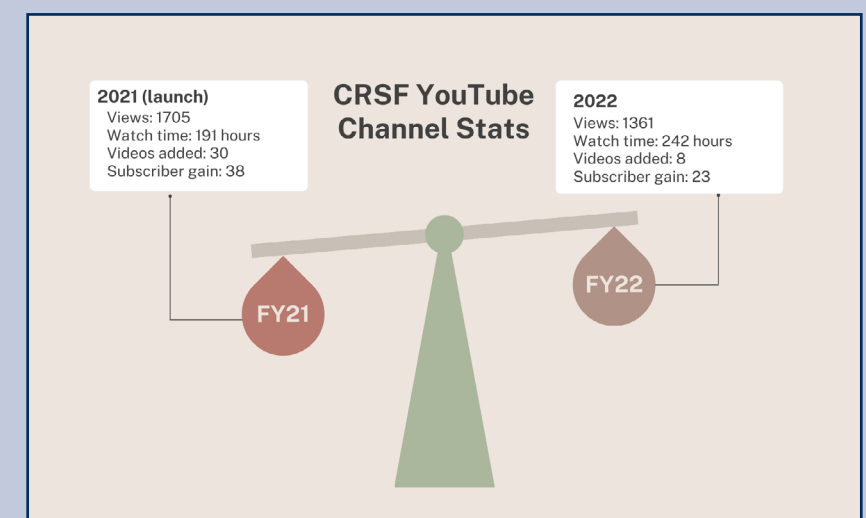 CRSF YouTube
Channel Stats
2021 (launch)
Views: 1705
Watch time: 191 hours
Videos added: 30
Subscriber gain: 38
2022
Views: 1361
Watch time: 242 hours
Videos added: 8
Subscriber gain: 23
FY21
FY22